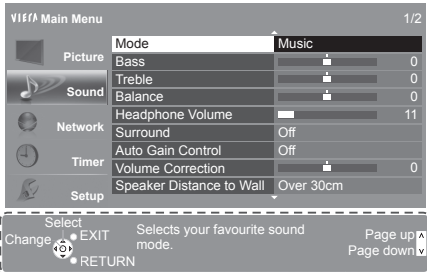 VIErA Main Menu 1/2
Picture
Sound
Network
Timer
Setup
Mode Music
Bass 0
Treble 0
Balance 0
Headphone Volume 11
Surround Off
Auto Gain Control Off
Volume Correction 0
Speaker Distance to Wall Over 30cm
Select
Change
EXIT
RETURN
Selects your favourite sound
mode.
Page up
Page down